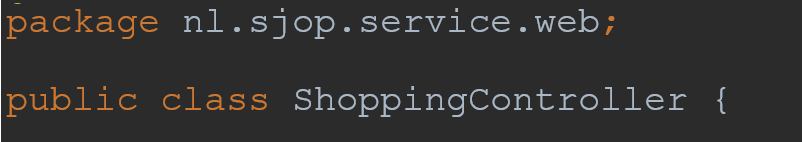 package nl.sjop.service.web;
public class ShoppingController {